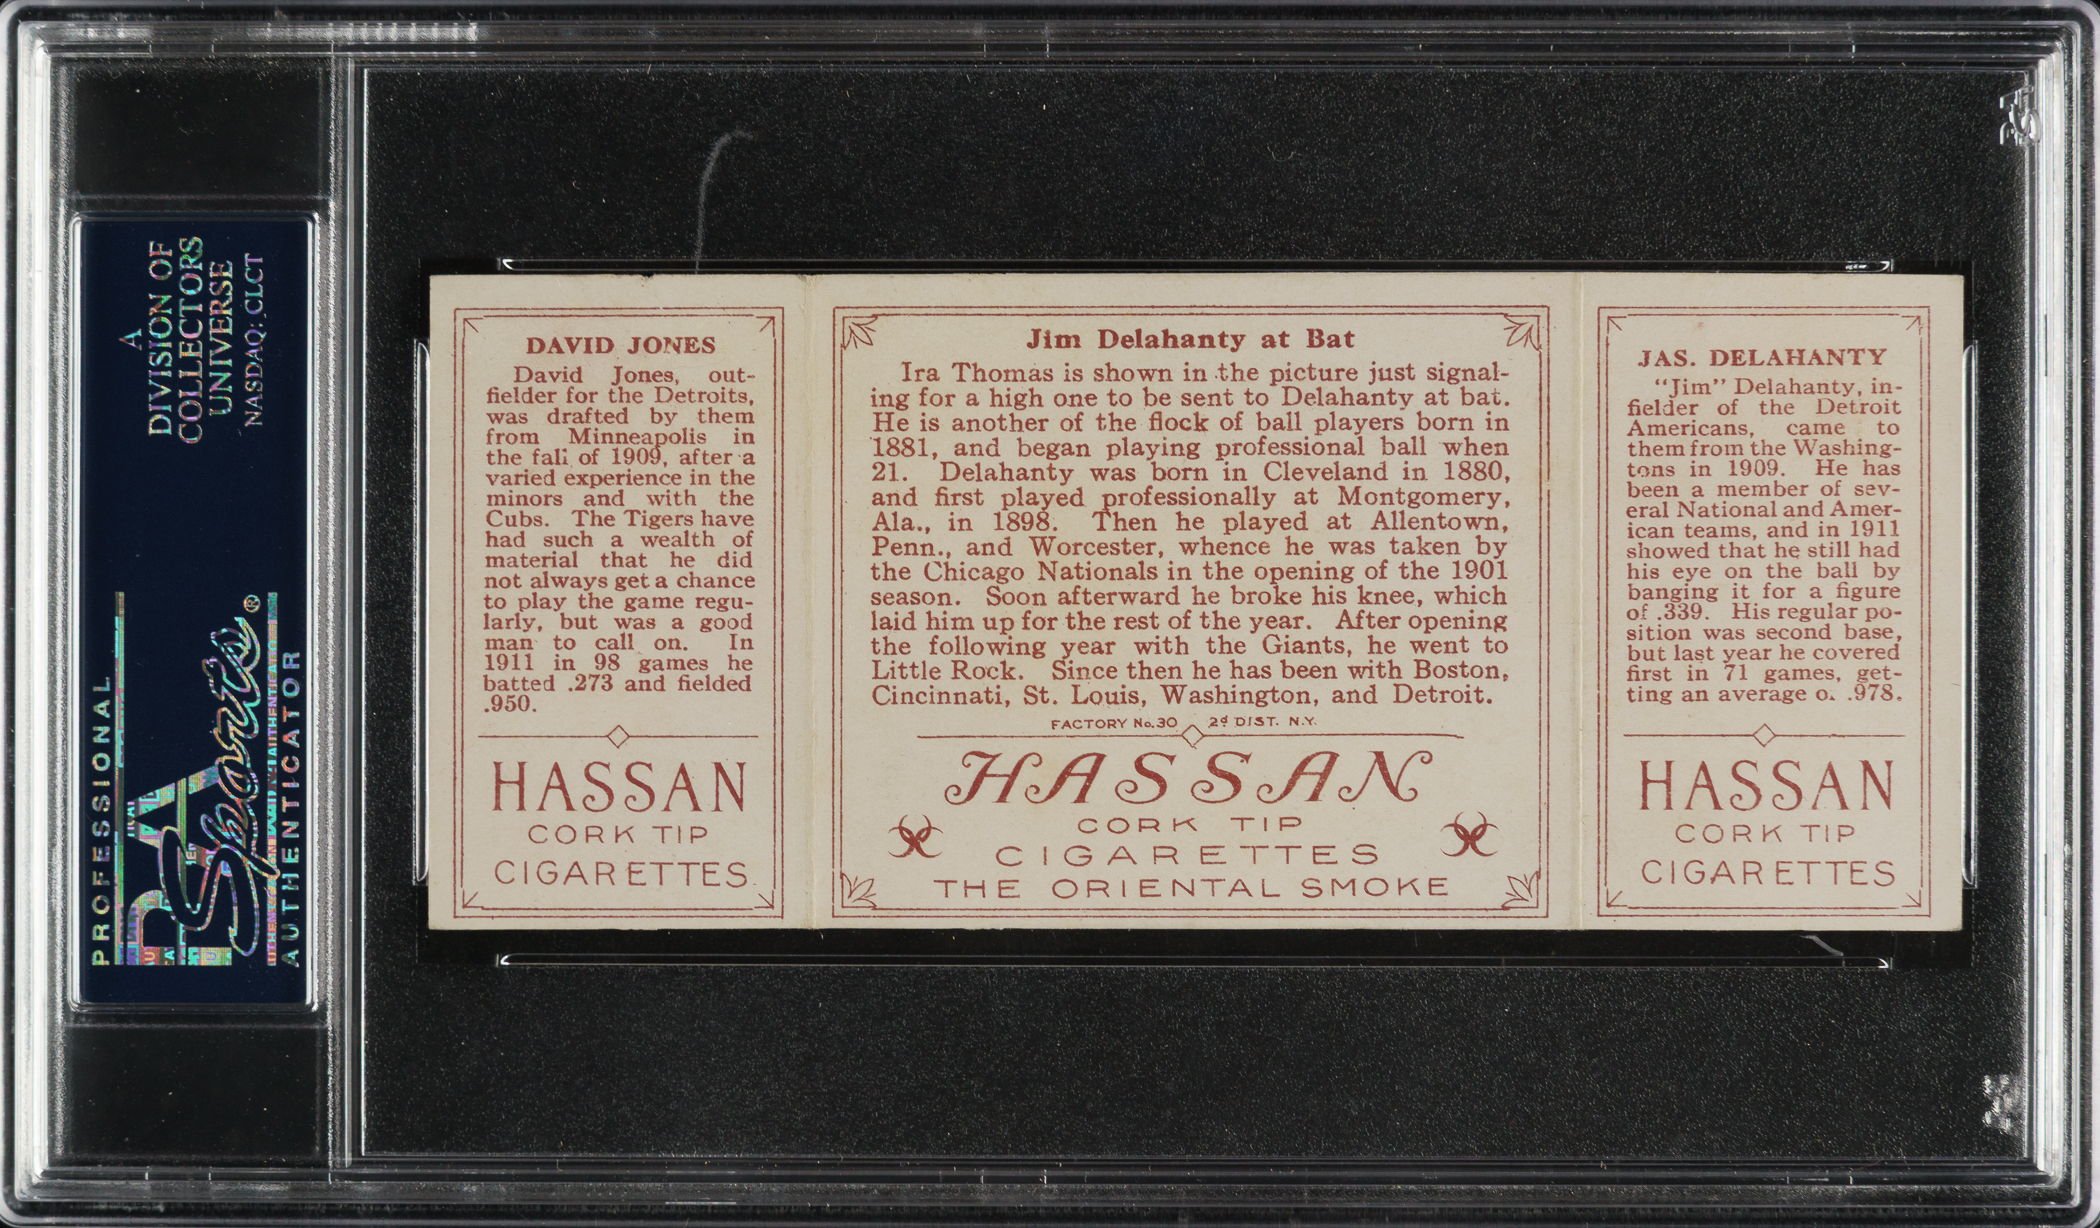 A
DIVISION OF
COLLECTORS
UNIVERSE
NASDAQ: CLCT
PROFESSIONAL
PSA
Sports®
AUTHENTICATOR
DAVID JONES
David Jones, out-
fielder for the Detroits,
was drafted by them
from Minneapolis in
the fall of 1909, after a
varied experience in the
minors and with the
Cubs. The Tigers have
had such a wealth of
material that he did
not always get a chance
to play the game regu-
larly, but was a good
man to call on. In
1911 in 98 games he
batted .273 and fielded
.950.
HASSAN
CORK TIP
CIGARETTES
Jim Delahanty at Bat
Ira Thomas is shown in the picture just signal-
ing for a high one to be sent to Delahanty at bat.
He is another of the flock of ball players born in
1881, and began playing professional ball when
21. Delahanty was born in Cleveland in 1880,
and first played professionally at Montgomery,
Ala., in 1898. Then he played at Allentown,
Penn., and Worcester, whence he was taken by
the Chicago Nationals in the opening of the 1901
season. Soon afterward he broke his knee, which
laid him up for the rest of the year. After opening
the following year with the Giants, he went to
Little Rock. Since then he has been with Boston,
Cincinnati, St. Louis, Washington, and Detroit.
FACTORY No. 30 2d DIST. N.Y.
HASSAN
CORK TIP
CIGARETTES
THE ORIENTAL SMOKE
JAS. DELAHANTY
"Jim" Delahanty, in-
fielder of the Detroit
Americans, came to
them from the Washing-
tons in 1909. He has
been a member of sev-
eral National and Amer-
ican teams, and in 1911
showed that he still had
his eye on the ball by
banging it for a figure
of .339. His regular po-
sition was second base,
but last year he covered
first in 71 games, get-
ting an average of .978.
HASSAN
CORK TIP
CIGARETTES
PSA